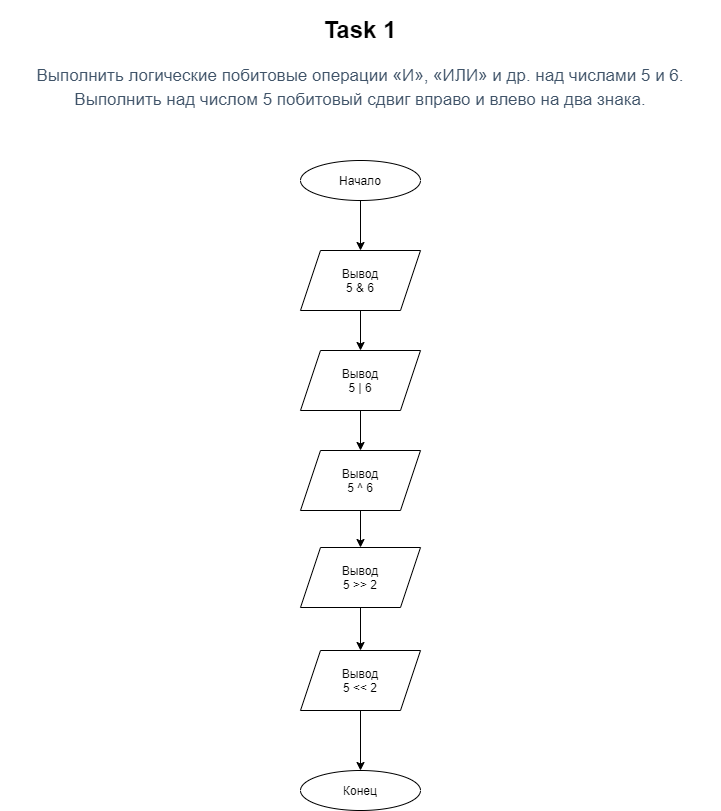 Task 1
Выполнить логические побитовые операции «И», «ИЛИ» и др. над числами 5 и 6.
Выполнить над числом 5 побитовый сдвиг вправо и влево на два знака.
Начало
Вывод
5 & 6
Вывод
5 | 6
Вывод
5 ^ 6
Вывод
5 >> 2
Вывод
5 << 2
Конец